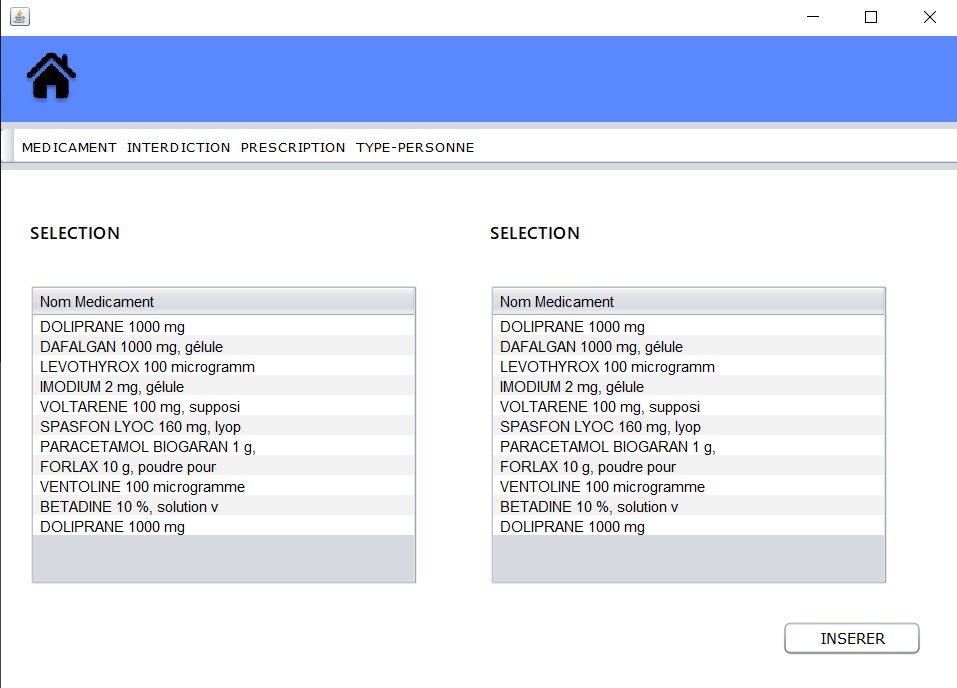 MEDICAMENT INTERDICTION PRESCRIPTION TYPE-PERSONNE
SELECTION
Nom Medicament
DOLIPRANE 1000 mg
DAFALGAN 1000 mg, gélule
LEVOTHYROX 100 microgramm
IMODIUM 2 mg, gélule
VOLTARENE 100 mg, supposi
SPASFON LYOC 160 mg, lyop
PARACETAMOL BIOGARAN 1 g,
FORLAX 10 g, poudre pour
VENTOLINE 100 microgramme
BETADINE 10 %, solution v
DOLIPRANE 1000 mg
SELECTION
Nom Medicament
DOLIPRANE 1000 mg
DAFALGAN 1000 mg, gélule
LEVOTHYROX 100 microgramm
IMODIUM 2 mg, gélule
VOLTARENE 100 mg, supposi
SPASFON LYOC 160 mg, lyop
PARACETAMOL BIOGARAN 1 g,
FORLAX 10 g, poudre pour
VENTOLINE 100 microgramme
BETADINE 10 %, solution v
DOLIPRANE 1000 mg
INSERER